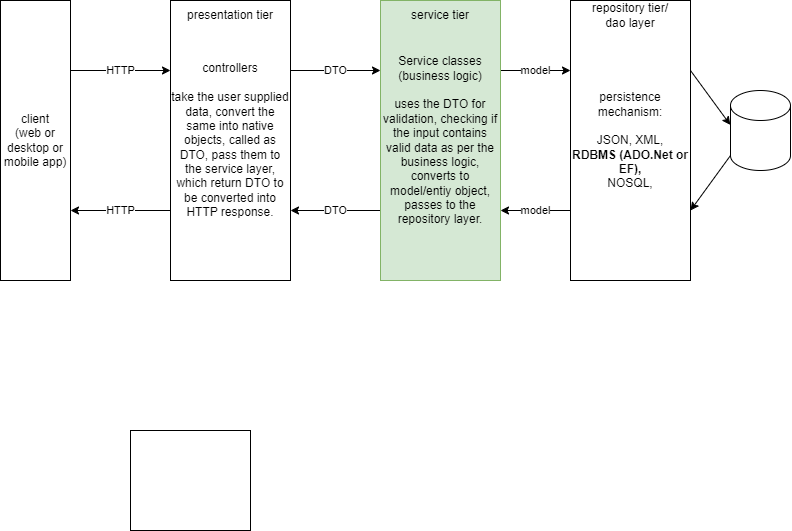 client
(web or
desktop or
mobile app)
HTTP
HTTP
presentation tier
controllers
take the user supplied
data, convert the
same into native
objects, called as
DTO, pass them to
the service layer,
which return DTO to
be converted into
HTTP response.
DTO
DTO
service tier
Service classes
(business logic)
uses the DTO for
validation, checking if
the input contains
valid data as per the
business logic,
converts to
model/entiy object,
passes to the
repository layer.
model
model
repository tier/
dao layer
persistence
mechanism:
JSON, XML,
RDBMS (ADO.Net or
EF),
NOSQL,